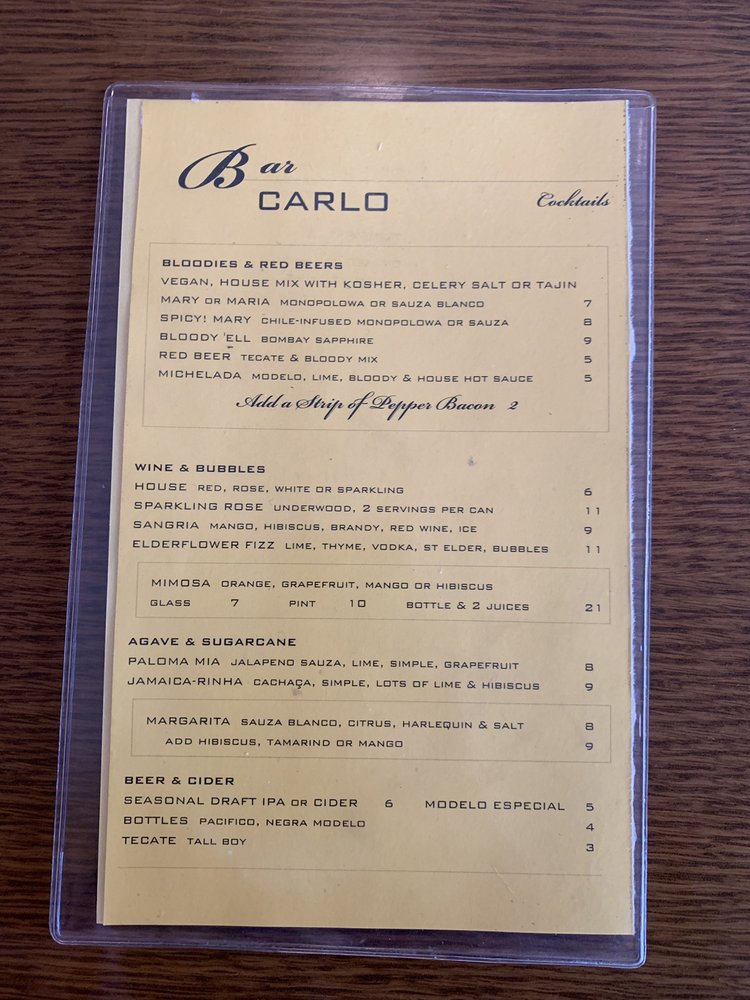 Bar
CARLO
Cocktails
BLOODIES & RED BEERS
VEGAN, HOUSE MIX WITH KOSHER, CELERY SALT OR TAJIN
MARY OR MARIA MONOPOLOWA OR SAUZA BLANCO 7
SPICY! MARY CHILE-INFUSED MONOPOLOWA OR SAUZA 8
BLOODY 'ELL BOMBAY SAPPHIRE 9
RED BEER TECATE & BLOODY MIX 5
MICHELADA MODELO, LIME, BLOODY & HOUSE HOT SAUCE 5
Add a Strip of Pepper Bacon 2
WINE & BUBBLES
HOUSE RED, ROSE, WHITE OR SPARKLING 6
SPARKLING ROSE UNDERWOOD, 2 SERVINGS PER CAN 11
SANGRIA MANGO, HIBISCUS, BRANDY, RED WINE, ICE 9
ELDERFLOWER FIZZ LIME, THYME, VODKA, ST ELDER, BUBBLES 11
MIMOSA ORANGE, GRAPEFRUIT, MANGO OR HIBISCUS
GLASS 7 PINT 10 BOTTLE & 2 JUICES 21
AGAVE & SUGARCANE
PALOMA MIA JALAPENO SAUZA, LIME, SIMPLE, GRAPEFRUIT 8
JAMAICA-RINHA CACHAÇA, SIMPLE, LOTS OF LIME & HIBISCUS 9
MARGARITA SAUZA BLANCO, CITRUS, HARLEQUIN & SALT 8
ADD HIBISCUS, TAMARIND OR MANGO 9
BEER & CIDER
SEASONAL DRAFT IPA OR CIDER 6 MODELO ESPECIAL 5
BOTTLES PACIFICO, NEGRA MODELO 4
TECATE TALL BOY 3